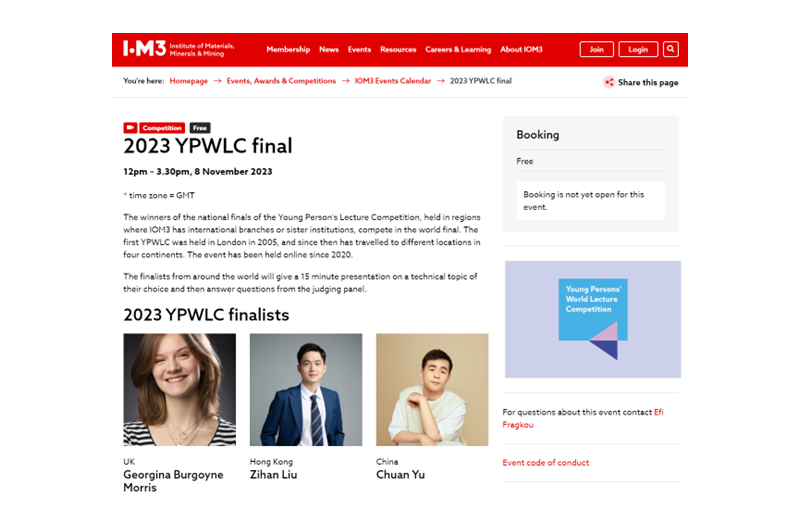 I•M3 Institute of Materials,
Minerals & Mining
Membership News Events Resources Careers & Learning About IOM3
Join Login
You're here: Homepage → Events, Awards & Competitions → IOM3 Events Calendar → 2023 YPWLC final
Share this page
Competition Free
2023 YPWLC final
12pm – 3.30pm, 8 November 2023
* time zone = GMT
The winners of the national finals of the Young Person's Lecture Competition, held in regions
where IOM3 has international branches or sister institutions, compete in the world final. The
first YPWLC was held in London in 2005, and since then has travelled to different locations in
four continents. The event has been held online since 2020.
The finalists from around the world will give a 15 minute presentation on a technical topic of
their choice and then answer questions from the judging panel.
2023 YPWLC finalists
UK
Georgina Burgoyne
Morris
Hong Kong
Zihan Liu
China
Chuan Yu
Booking
Free
Booking is not yet open for this
event.
Young Persons'
World Lecture
Competition
For questions about this event contact Efi
Fragkou
Event code of conduct